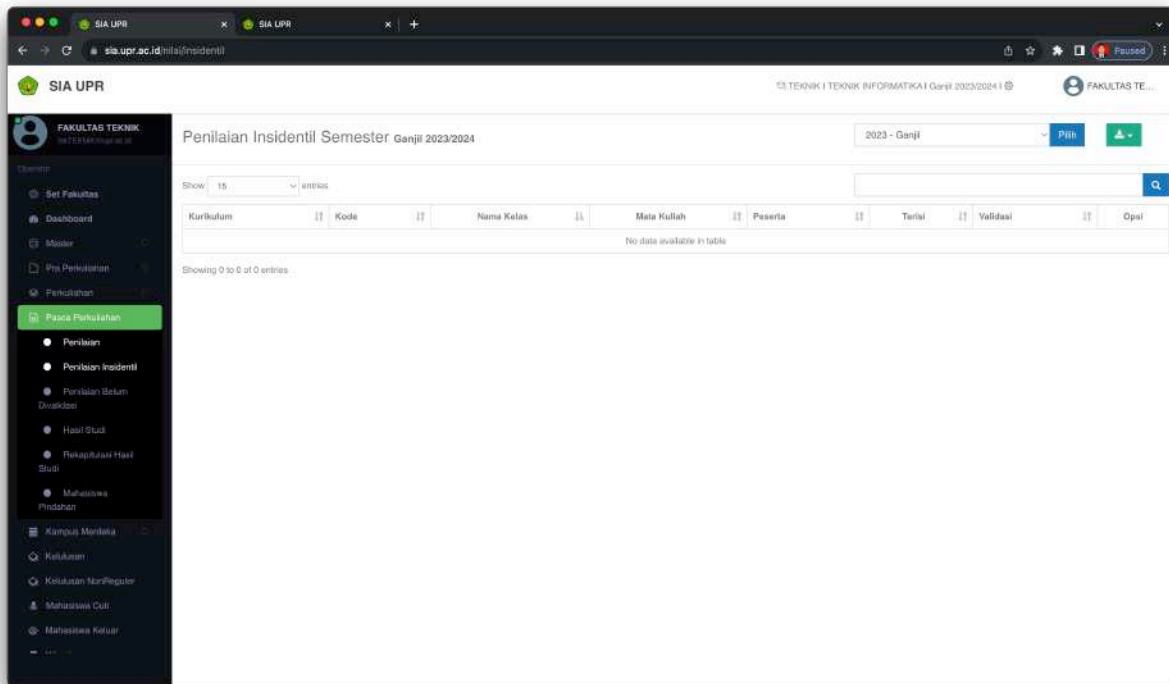 SIA UPR
SIA UPR
sia.upr.ac.id/nilai/insidentil
Paused
SIA UPR
TEKNIK I TEKNIK INFORMATIKA I Ganjil 2023/2024 I
FAKULTAS TE...
FAKULTAS TEKNIK
Operator
Set Fakultas
Dashboard
Master
Pra Perkuliahan
Perkuliahan
Pasca Perkuliahan
Penilaian
Penilaian Insidentil
Penilaian Belum
Divalidasi
Hasil Studi
Rekapitulasi Hasil
Studi
Mahasiswa
Pindahan
Kampus Merdeka
Kelulusan
Kelulusan NonReguler
Mahasiswa Cuti
Mahasiswa Keluar
Penilaian Insidentil Semester Ganjil 2023/2024
2023 - Ganjil
Pilih
Show 15 entries
Kurikulum Kode Nama Kelas Mata Kuliah Peserta Terisi Validasi Opsi
No data available in table
Showing 0 to 0 of 0 entries